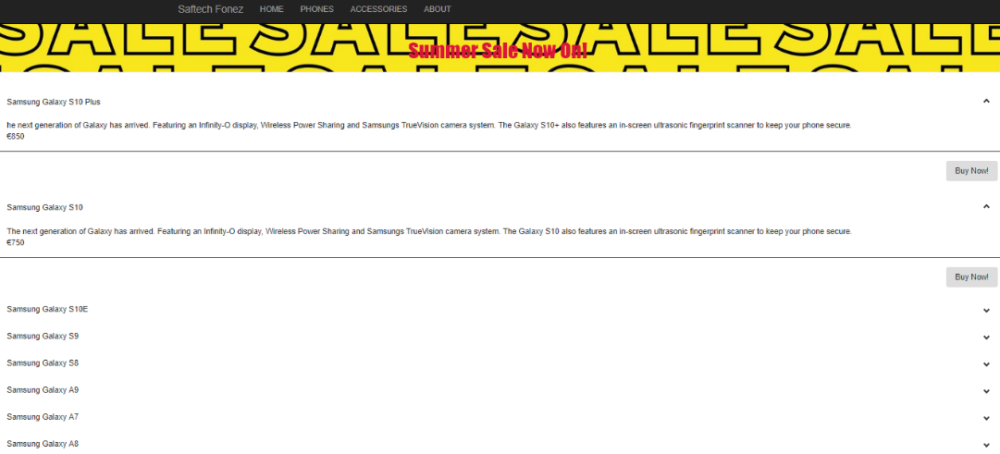 Saftech Fonez HOME PHONES ACCESSORIES ABOUT
SALE SALE SALE SALE
Summer Sale Now On!
Samsung Galaxy S10 Plus
he next generation of Galaxy has arrived. Featuring an Infinity-O display, Wireless Power Sharing and Samsungs TrueVision camera system. The Galaxy S10+ also features an in-screen ultrasonic fingerprint scanner to keep your phone secure.
€850
Buy Now!
Samsung Galaxy S10
The next generation of Galaxy has arrived. Featuring an Infinity-O display, Wireless Power Sharing and Samsungs TrueVision camera system. The Galaxy S10 also features an in-screen ultrasonic fingerprint scanner to keep your phone secure.
€750
Buy Now!
Samsung Galaxy S10E
Samsung Galaxy S9
Samsung Galaxy S8
Samsung Galaxy A9
Samsung Galaxy A7
Samsung Galaxy A8